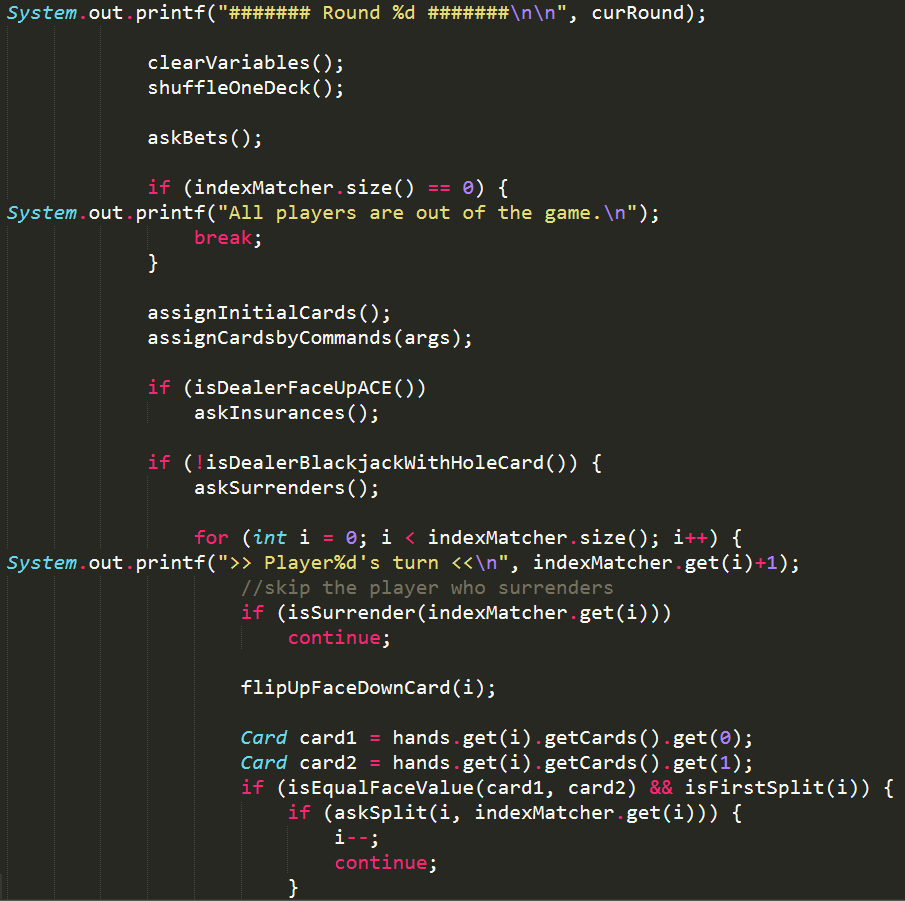 System.out.printf("####### Round %d #######\n\n", curRound);
clearVariables();
shuffleOneDeck();
askBets();
if (indexMatcher.size() == 0) {
System.out.printf("All players are out of the game.\n");
break;
}
assignInitialCards();
assignCardsbyCommands(args);
if (isDealerFaceUpACE())
askInsurances();
if (!isDealerBlackjackWithHoleCard()) {
askSurrenders();
for (int i = 0; i < indexMatcher.size(); i++) {
System.out.printf(">> Player%d's turn <<\n", indexMatcher.get(i)+1);
//skip the player who surrenders
if (isSurrender(indexMatcher.get(i)))
continue;
flipUpFaceDownCard(i);
Card card1 = hands.get(i).getCards().get(0);
Card card2 = hands.get(i).getCards().get(1);
if (isEqualFaceValue(card1, card2) && isFirstSplit(i)) {
if (askSplit(i, indexMatcher.get(i))) {
i--;
continue;
}